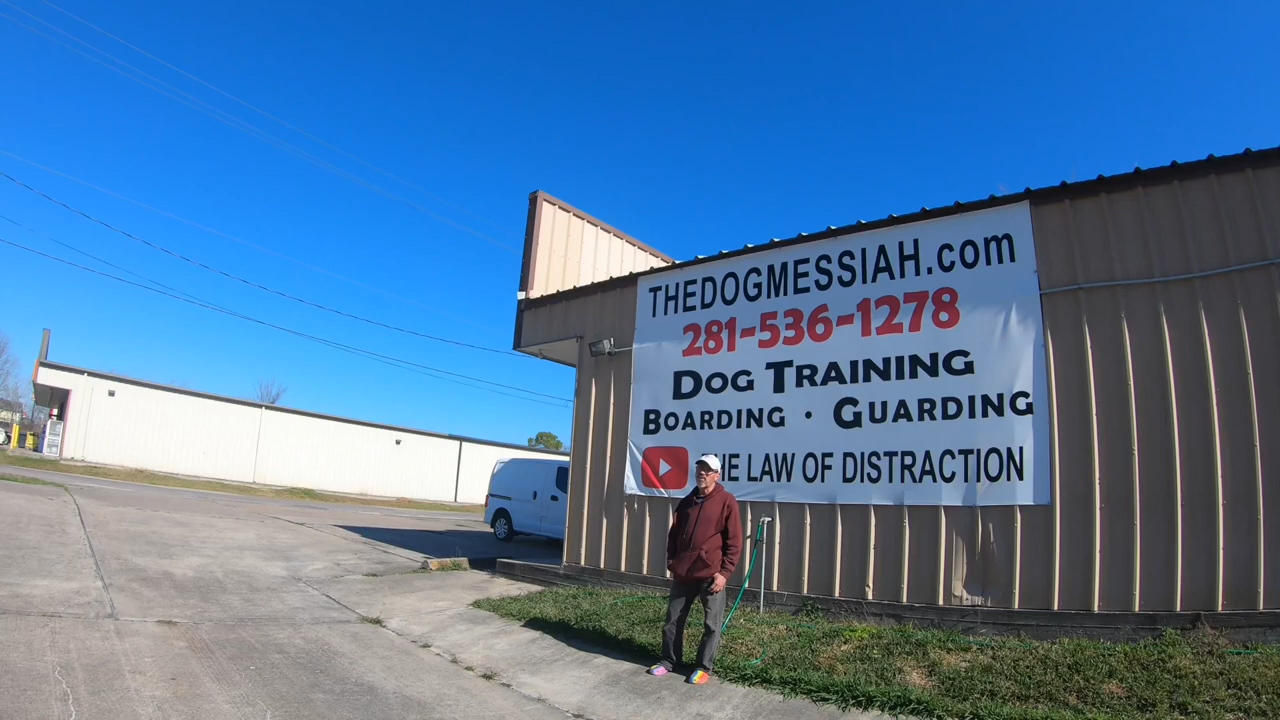 THEDOGMESSIAH.com
281-536-1278
DOG TRAINING
BOARDING · GUARDING
LAW OF DISTRACTION